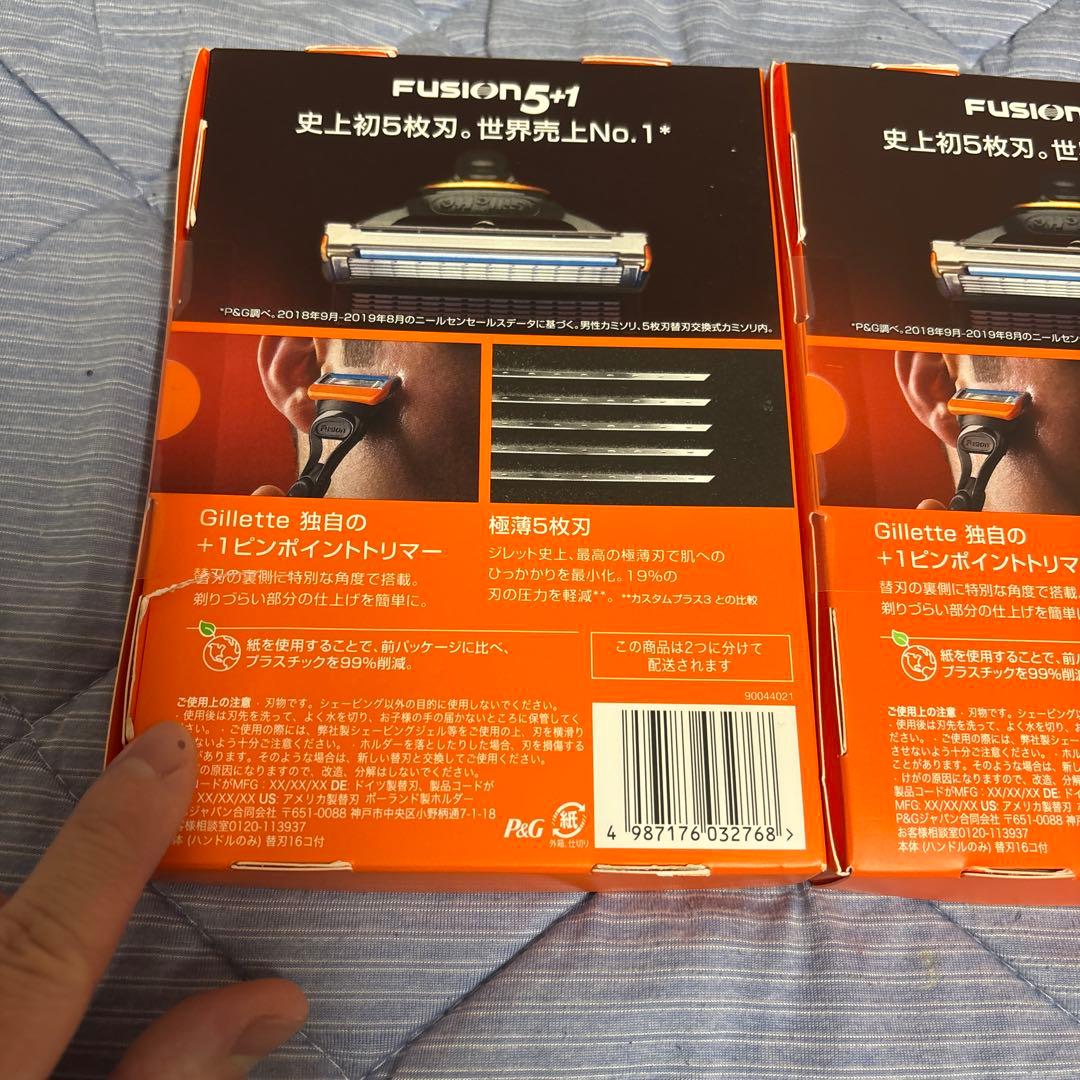 FUSION5+1
史上初5枚刃。世界売上No.1*
*P&G調べ。2018年9月-2019年8月のニールセンセールスデータに基づく。男性カミソリ、5枚刃替刃交換式カミソリ内。
FUSION
Gillette 独自の
+1ピンポイントトリマー
替刃の裏側に特別な角度で搭載。
剃りづらい部分の仕上げを簡単に。
極薄5枚刃
ジレット史上、最高の極薄刃で肌への
ひっかかりを最小化。19%の
刃の圧力を軽減**。 **カスタムプラス3 との比較
紙を使用することで、前パッケージに比べ、
プラスチックを99%削減。
この商品は2つに分けて
配送されます
90044021
ご使用上の注意 ・刃物です。シェービング以外の目的に使用しないでください。
・使用後は刃先を洗って、よく水を切り、お子様の手の届かないところに保管してく
ださい。・ご使用の際には、弊社製シェービングジェル等をご使用の上、刃を横滑り
せないよう十分ご注意ください。・ホルダーを落としたりした場合、刃を損傷する
があります。そのような場合は、新しい替刃と交換してご使用ください。
の原因になりますので、改造、分解はしないでください。
コードがMFG：XX/XX/XX DE: ドイツ製替刃、製品コードが
XX/XX/XX US: アメリカ製替刃 ポーランド製ホルダー
ジャパン合同会社 〒651-0088 神戸市中央区小野柄通7-1-18
客様相談室0120-113937
体 (ハンドルのみ) 替刃16コ付
P&G
紙
外箱、仕切り
4 987176 032768 >
FUSION
史上初5枚刃。世
*P&G調べ。2018年9月-2019年8月のニールセン
FUSION
Gillette 独自の
+1ピンポイントトリマ
替刃の裏側に特別な角度で搭載
剃りづらい部分の仕上げを簡単に
紙を使用することで、前
プラスチックを99%削
ご使用上の注意 ・刃物です。シェービング以
・使用後は刃先を洗って、よく水を切り、お
ださい。・ご使用の際には、弊社製シェービ
させないよう十分ご注意ください。・ホル
ことがあります。そのような場合は、新し
・けがの原因になりますので、改造、分解
製品コードがMFG：XX/XX/XX DE: ドイ
MFG: XX/XX/XX US: アメリカ製替刃
P&Gジャパン合同会社 〒651-0088 神
お客様相談室0120-113937
本体 (ハンドルのみ) 替刃16コ付